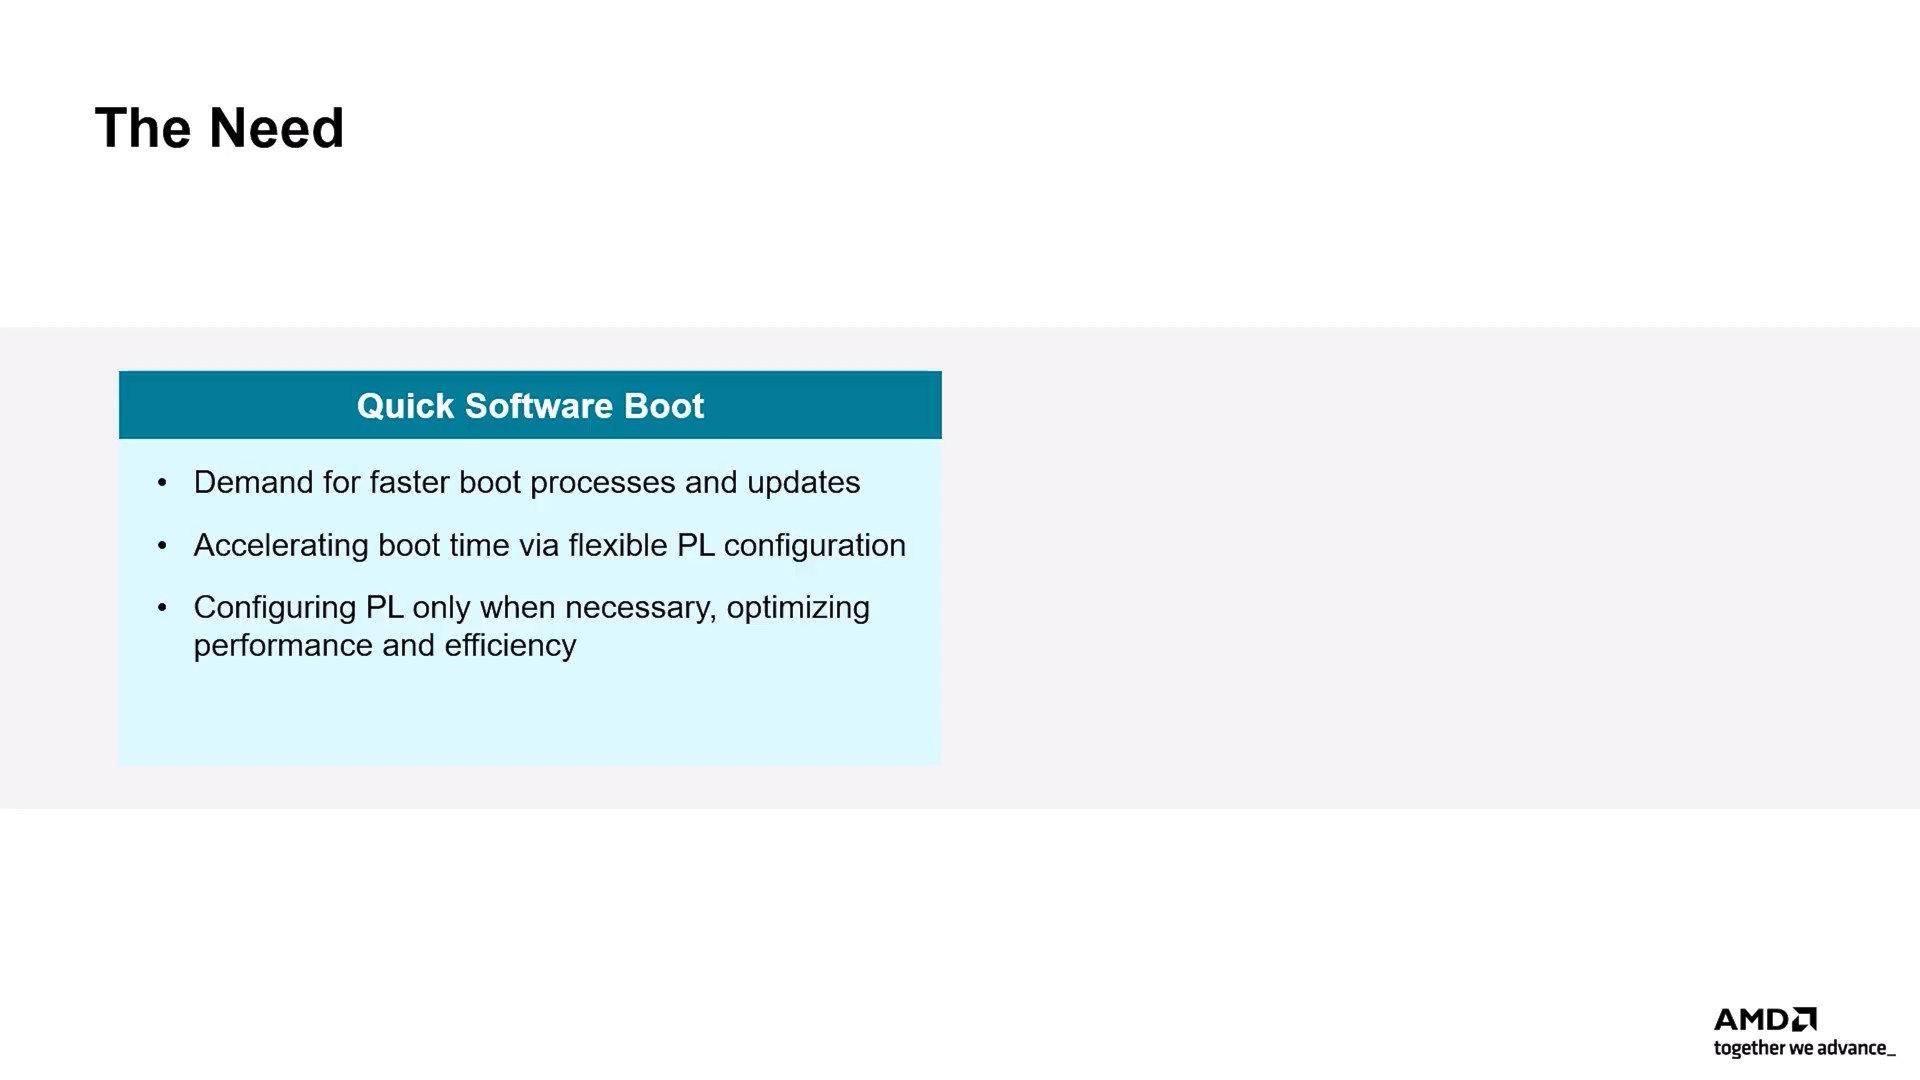 The Need
Quick Software Boot
• Demand for faster boot processes and updates
• Accelerating boot time via flexible PL configuration
• Configuring PL only when necessary, optimizing
performance and efficiency
AMD
together we advance_